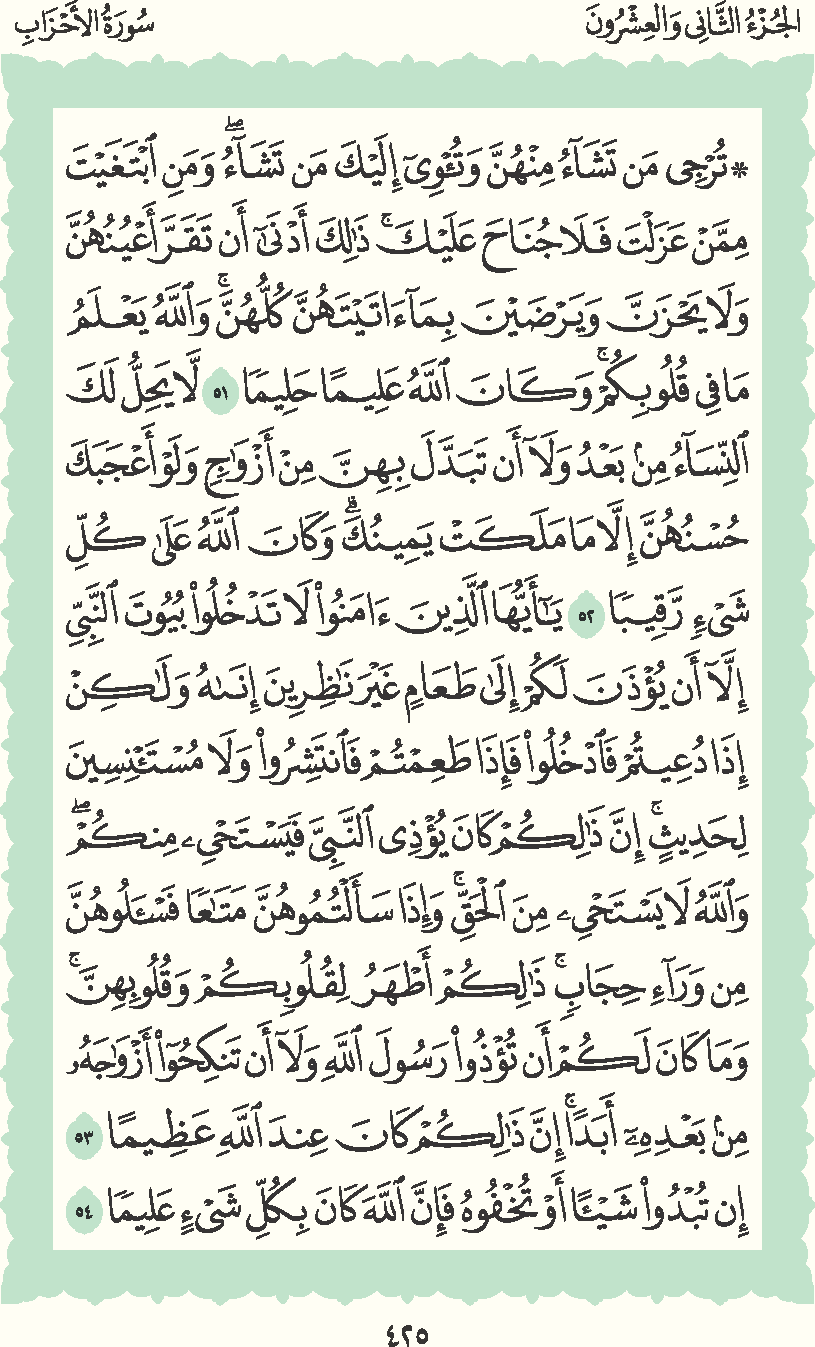 الجُزْءُ الثَّانِي وَالعِشْرُونَ
سُورَةُ الأَحْزَابِ
۞ تُرْجِى مَن تَشَآءُ مِنْهُنَّ وَتُـْٔوِىٓ إِلَيْكَ مَن تَشَآءُۖ وَمَنِ ٱبْتَغَيْتَ
مِمَّنْ عَزَلْتَ فَلَا جُنَاحَ عَلَيْكَۚ ذَٰلِكَ أَدْنَىٰٓ أَن تَقَرَّ أَعْيُنُهُنَّ
وَلَا يَحْزَنَّ وَيَرْضَيْنَ بِمَآ ءَاتَيْتَهُنَّ كُلُّهُنَّۚ وَٱللَّهُ يَعْلَمُ
مَا فِى قُلُوبِكُمْۚ وَكَانَ ٱللَّهُ عَلِيمًا حَلِيمًا ٥١ لَّا يَحِلُّ لَكَ
ٱلنِّسَآءُ مِنۢ بَعْدُ وَلَآ أَن تَبَدَّلَ بِهِنَّ مِنْ أَزْوَٰجٍ وَلَوْ أَعْجَبَكَ
حُسْنُهُنَّ إِلَّا مَا مَلَكَتْ يَمِينُكَۗ وَكَانَ ٱللَّهُ عَلَىٰ كُلِّ
شَىْءٍ رَّقِيبًا ٥٢ يَٰٓأَيُّهَا ٱلَّذِينَ ءَامَنُوا۟ لَا تَدْخُلُوا۟ بُيُوتَ ٱلنَّبِىِّ
إِلَّآ أَن يُؤْذَنَ لَكُمْ إِلَىٰ طَعَامٍ غَيْرَ نَٰظِرِينَ إِنَىٰهُ وَلَٰكِنْ
إِذَا دُعِيتُمْ فَٱدْخُلُوا۟ فَإِذَا طَعِمْتُمْ فَٱنتَشِرُوا۟ وَلَا مُسْتَـْٔنِسِينَ
لِحَدِيثٍۚ إِنَّ ذَٰلِكُمْ كَانَ يُؤْذِى ٱلنَّبِىَّ فَيَسْتَحْىِۦ مِنكُمْۖ
وَٱللَّهُ لَا يَسْتَحْىِۦ مِنَ ٱلْحَقِّۚ وَإِذَا سَأَلْتُمُوهُنَّ مَتَٰعًا فَسْـَٔلُوهُنَّ
مِن وَرَآءِ حِجَابٍۚ ذَٰلِكُمْ أَطْهَرُ لِقُلُوبِكُمْ وَقُلُوبِهِنَّۚ
وَمَا كَانَ لَكُمْ أَن تُؤْذُوا۟ رَسُولَ ٱللَّهِ وَلَآ أَن تَنكِحُوٓا۟ أَزْوَٰجَهُۥ
مِنۢ بَعْدِهِۦٓ أَبَدًاۚ إِنَّ ذَٰلِكُمْ كَانَ عِندَ ٱللَّهِ عَظِيمًا ٥٣
إِن تُبْدُوا۟ شَيْـًٔا أَوْ تُخْفُوهُ فَإِنَّ ٱللَّهَ كَانَ بِكُلِّ شَىْءٍ عَلِيمًا ٥٤
٤٢٥